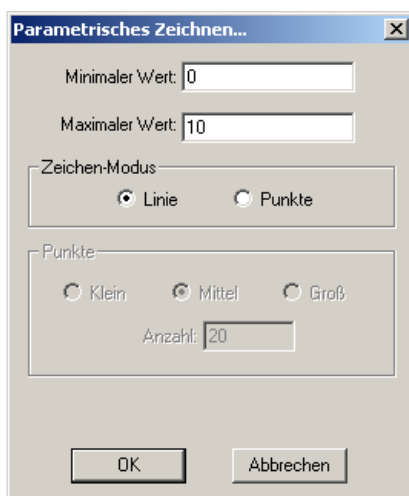 Parametrisches Zeichnen...
Minimaler Wert: 0
Maximaler Wert: 10
Zeichen-Modus
Linie Punkte
Punkte
Klein Mittel Groß
Anzahl: 20
OK Abbrechen